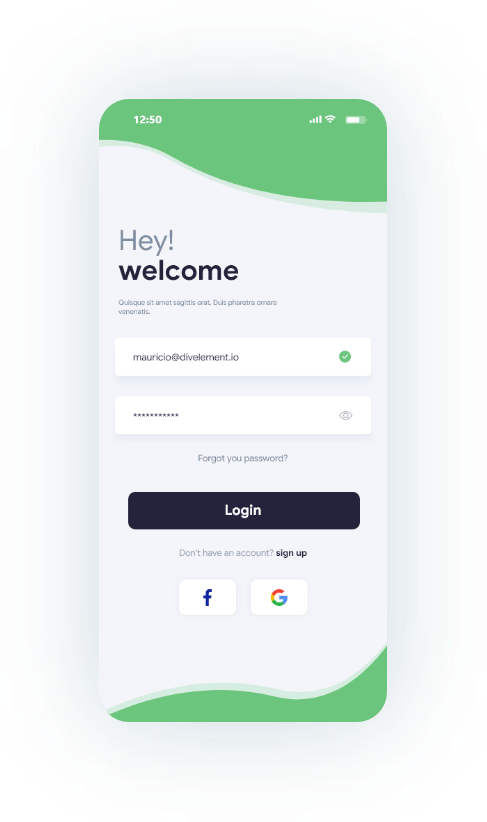 12:50
Hey!
welcome
Quisque sit amet sagittis erat. Duis pharetra ornare
venenatis.
mauricio@divelement.io
***********
Forgot you password?
Login
Don't have an account? sign up